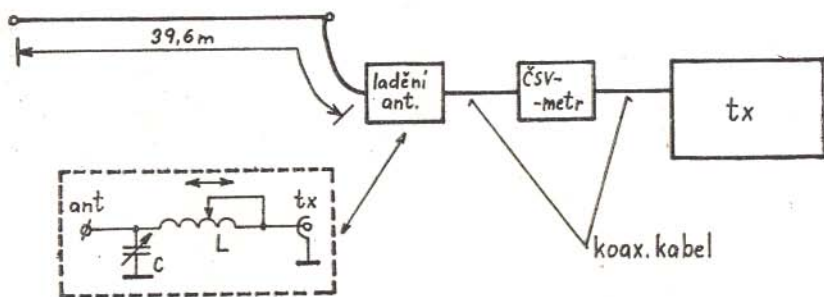 39,6m
ladění
ant.
ČSV-
-metr
tx
ant
tx
L
C
koax. kabel